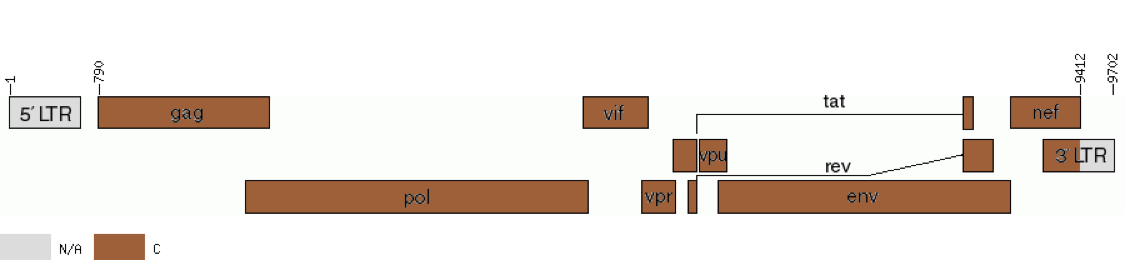 1
790
9412
9702
5' LTR
gag
vif
tat
nef
vpu
3' LTR
rev
pol
vpr
env
N/A
C